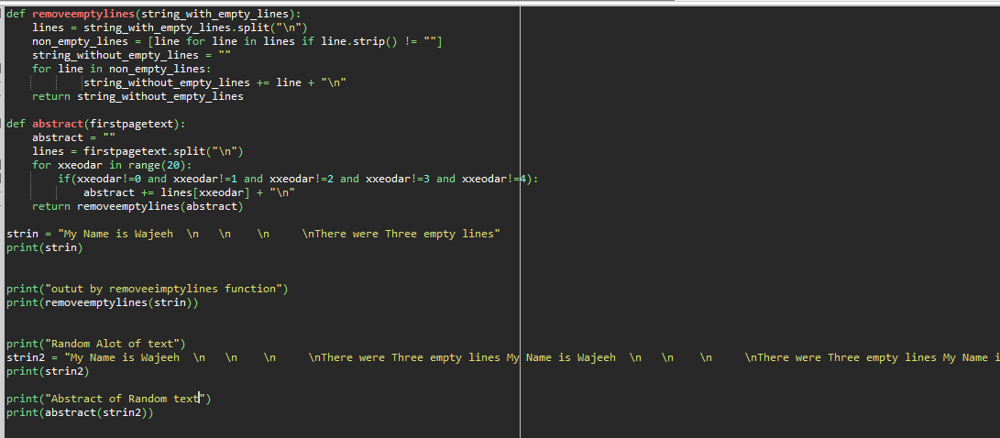 def removeemptylines(string_with_empty_lines):
    lines = string_with_empty_lines.split("\n")
    non_empty_lines = [line for line in lines if line.strip() != ""]
    string_without_empty_lines = ""
    for line in non_empty_lines:
            string_without_empty_lines += line + "\n"
    return string_without_empty_lines

def abstract(firstpagetext):
    abstract = ""
    lines = firstpagetext.split("\n")
    for xxeodar in range(20):
        if(xxeodar!=0 and xxeodar!=1 and xxeodar!=2 and xxeodar!=3 and xxeodar!=4):
            abstract += lines[xxeodar] + "\n"
    return removeemptylines(abstract)

strin = "My Name is Wajeeh  \n   \n    \n     \nThere were Three empty lines"
print(strin)


print("outut by removeeimptylines function")
print(removeemptylines(strin))


print("Random Alot of text")
strin2 = "My Name is Wajeeh  \n   \n    \n     \nThere were Three empty lines My Name is Wajeeh  \n   \n    \n     \nThere were Three empty lines My Name i
print(strin2)

print("Abstract of Random text")
print(abstract(strin2))